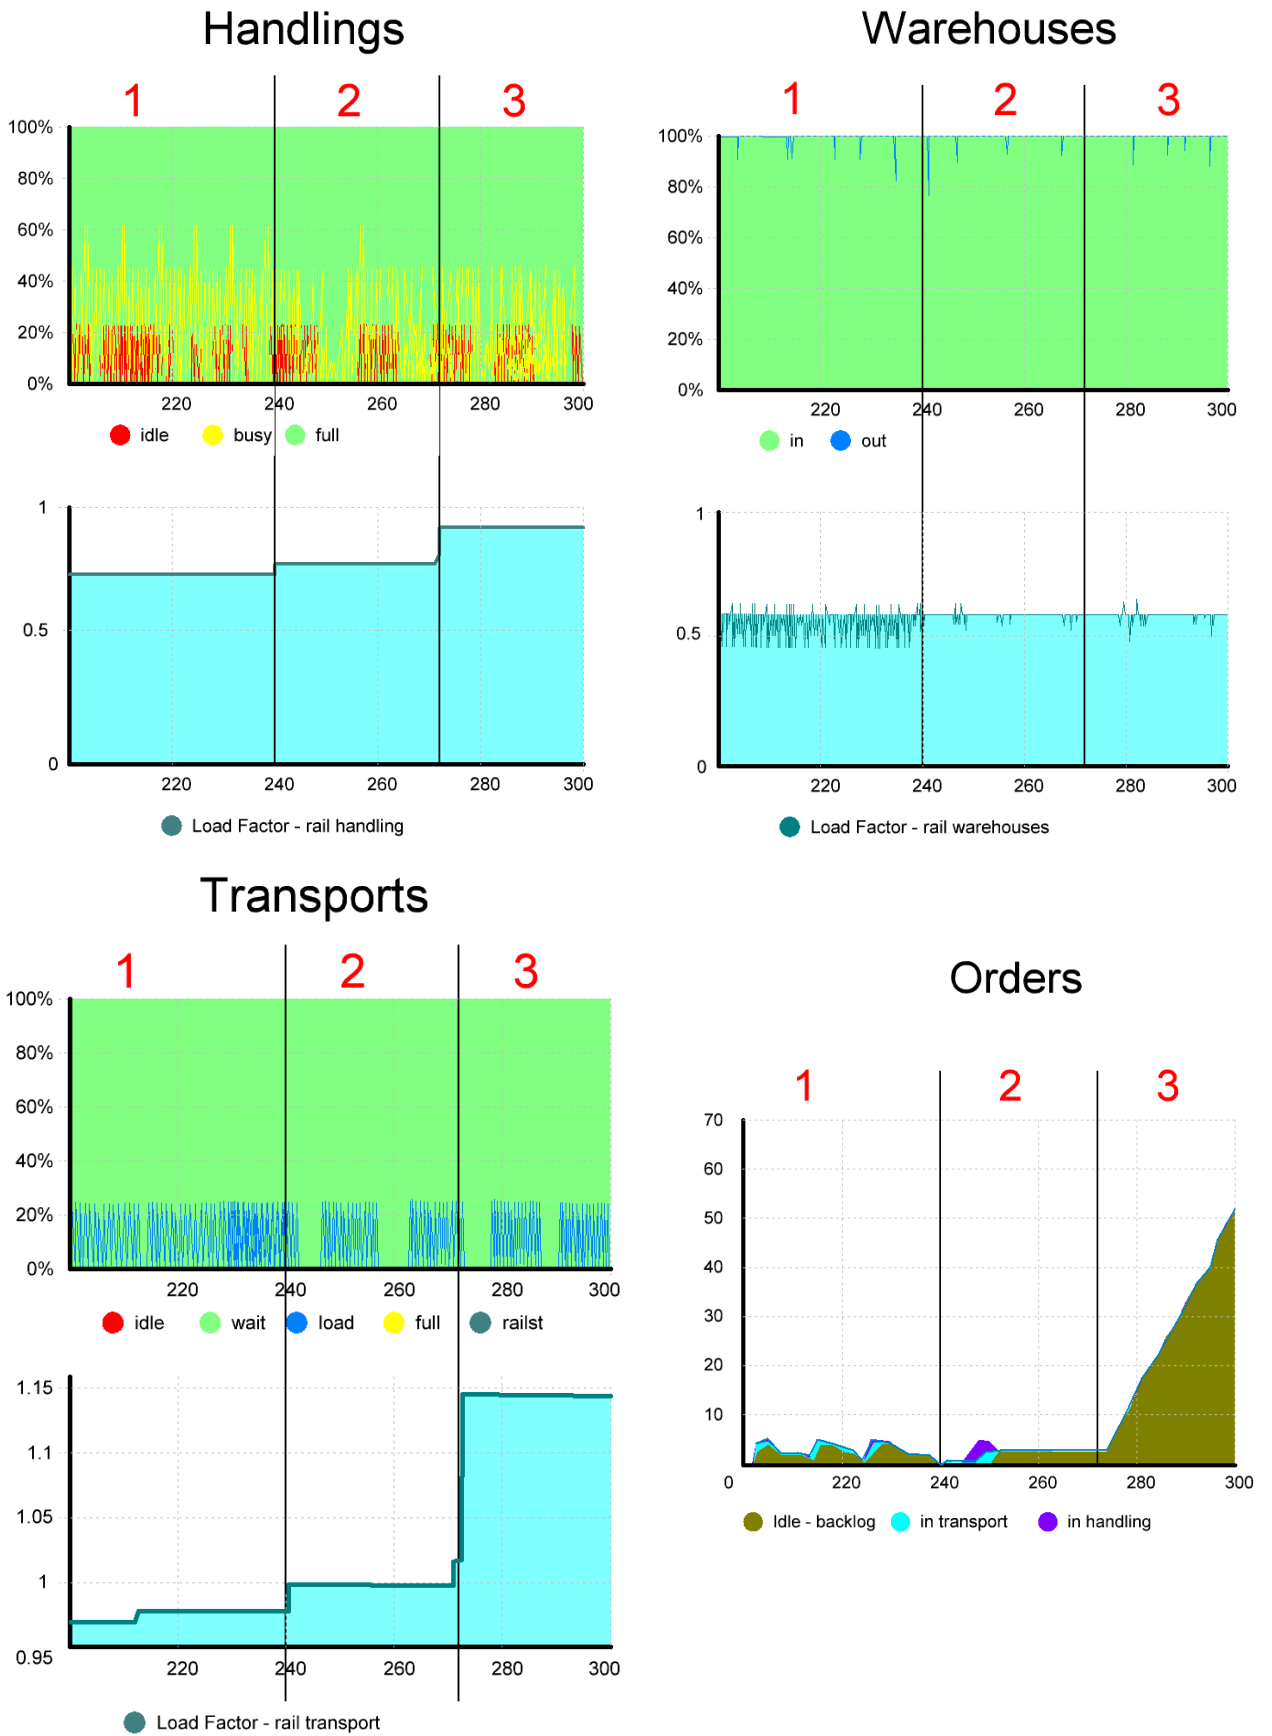 Handlings
1 2 3
100%
80%
60%
40%
20%
0%
220 240 260 280 300
idle busy full
1
0.5
0
220 240 260 280 300
Load Factor - rail handling
Warehouses
1 2 3
100%
80%
60%
40%
20%
0%
220 240 260 280 300
in out
1
0.5
0
220 240 260 280 300
Load Factor - rail warehouses
Transports
1 2 3
100%
80%
60%
40%
20%
0%
220 240 260 280 300
idle wait load full railst
1.15
1.1
1.05
1
0.95
220 240 260 280 300
Load Factor - rail transport
Orders
1 2 3
70
60
50
40
30
20
10
0 220 240 260 280 300
Idle - backlog in transport in handling